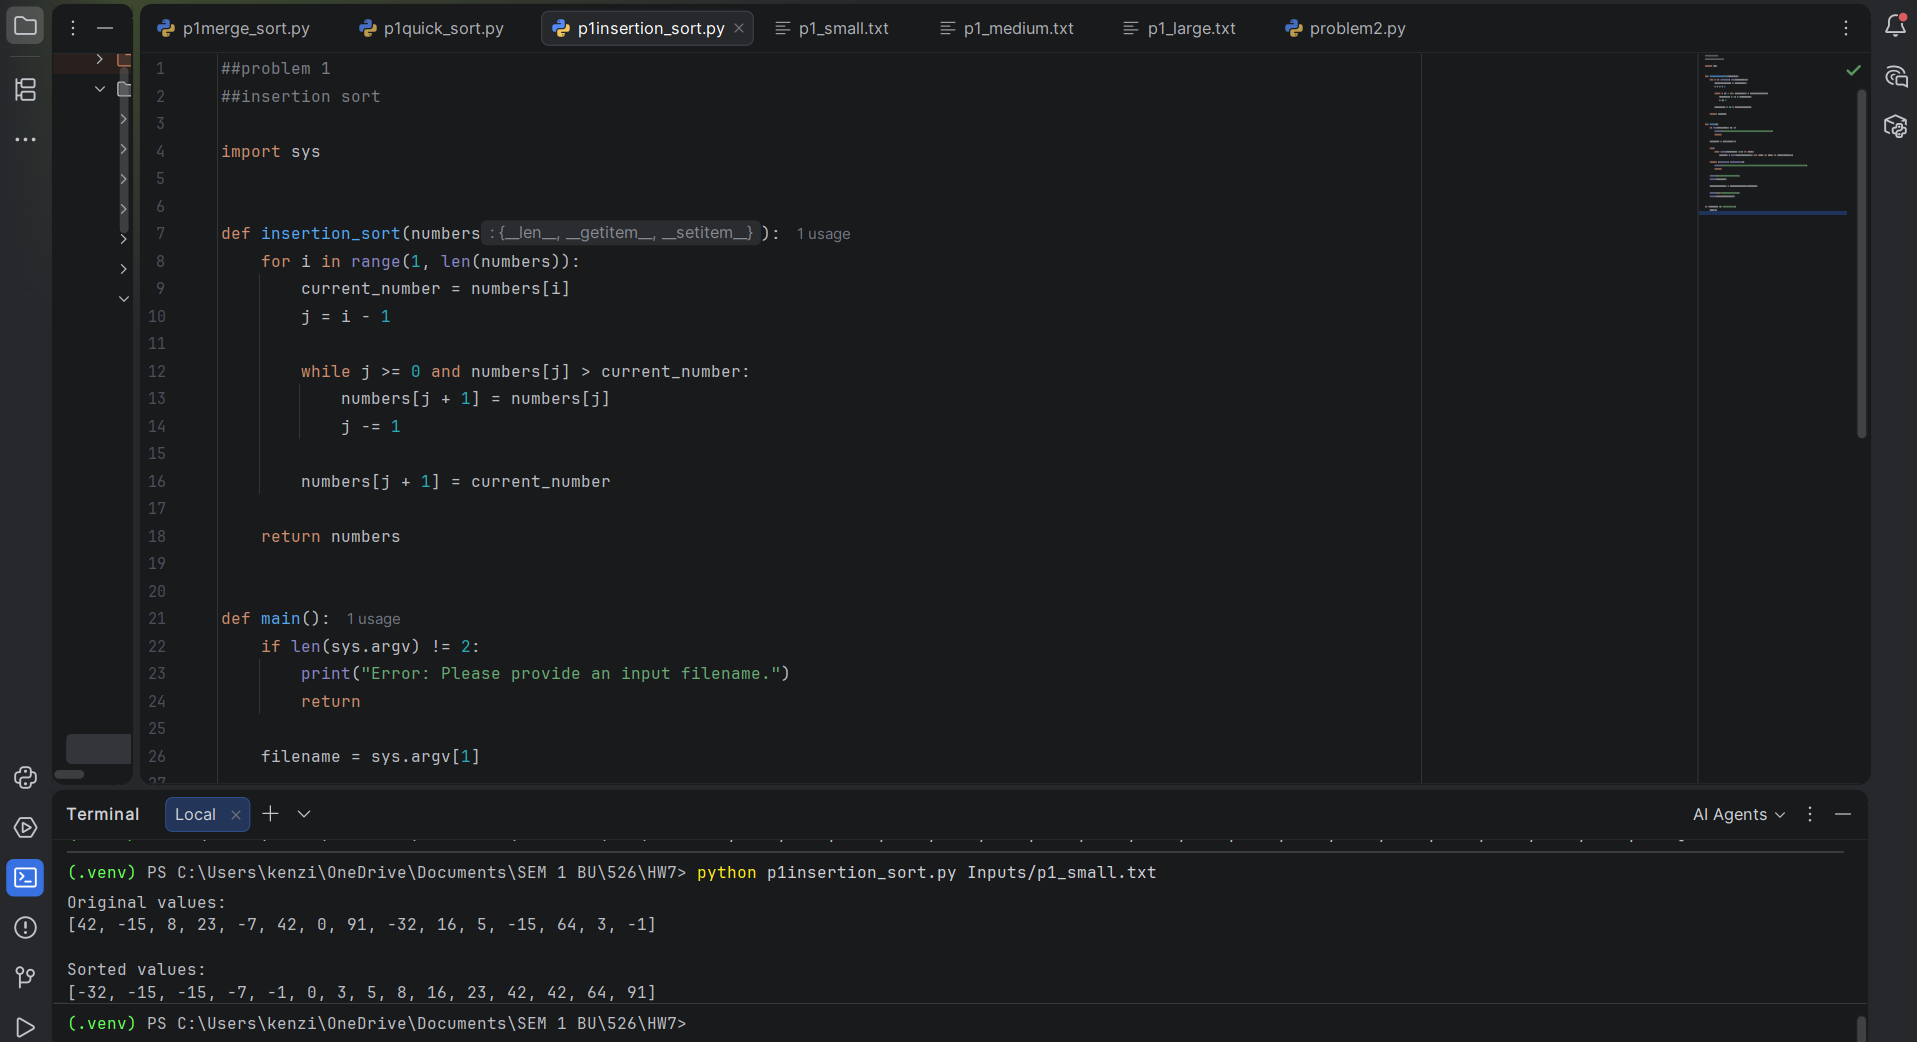 p1merge_sort.py p1quick_sort.py p1insertion_sort.py p1_small.txt p1_medium.txt p1_large.txt problem2.py
1 ##problem 1
2 ##insertion sort
3
4 import sys
5
6
7 def insertion_sort(numbers : {__len__, __getitem__, __setitem__} ): 1 usage
8 for i in range(1, len(numbers)):
9 current_number = numbers[i]
10 j = i - 1
11
12 while j >= 0 and numbers[j] > current_number:
13 numbers[j + 1] = numbers[j]
14 j -= 1
15
16 numbers[j + 1] = current_number
17
18 return numbers
19
20
21 def main(): 1 usage
22 if len(sys.argv) != 2:
23 print("Error: Please provide an input filename.")
24 return
25
26 filename = sys.argv[1]
27
Terminal Local AI Agents
(.venv) PS C:\Users\kenzi\OneDrive\Documents\SEM 1 BU\526\HW7> python p1insertion_sort.py Inputs/p1_small.txt
Original values:
[42, -15, 8, 23, -7, 42, 0, 91, -32, 16, 5, -15, 64, 3, -1]
Sorted values:
[-32, -15, -15, -7, -1, 0, 3, 5, 8, 16, 23, 42, 42, 64, 91]
(.venv) PS C:\Users\kenzi\OneDrive\Documents\SEM 1 BU\526\HW7>